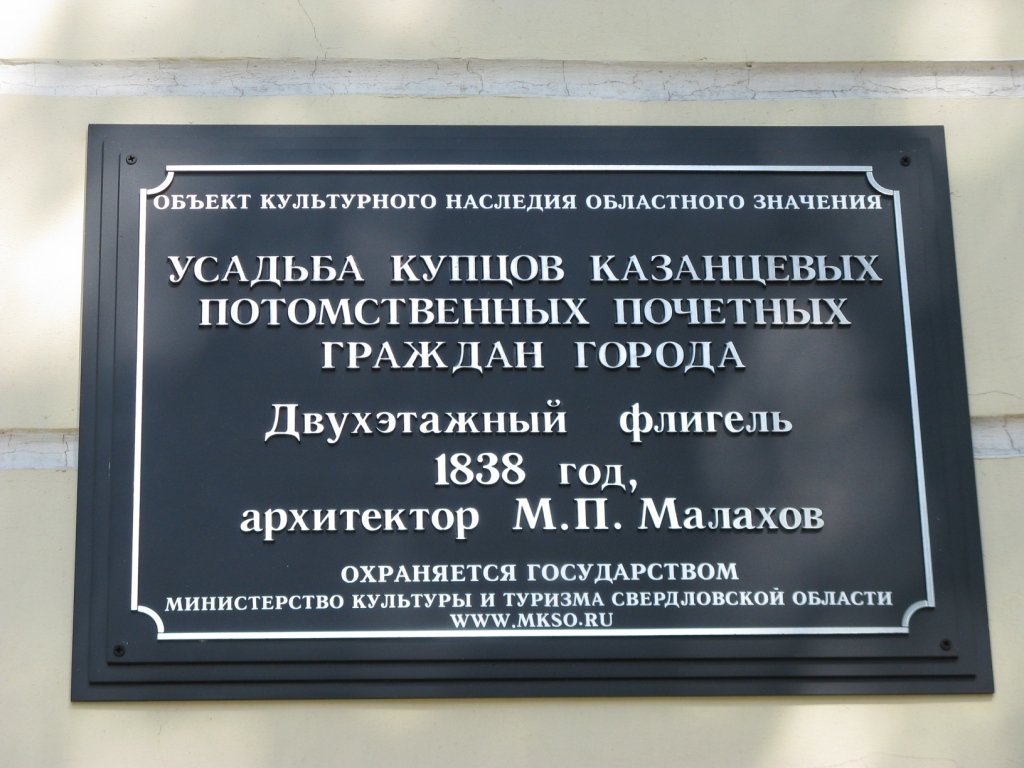 ОБЪЕКТ КУЛЬТУРНОГО НАСЛЕДИЯ ОБЛАСТНОГО ЗНАЧЕНИЯ
УСАДЬБА КУПЦОВ КАЗАНЦЕВЫХ
ПОТОМСТВЕННЫХ ПОЧЕТНЫХ
ГРАЖДАН ГОРОДА
Двухэтажный флигель
1838 год,
архитектор М.П. Малахов
ОХРАНЯЕТСЯ ГОСУДАРСТВОМ
МИНИСТЕРСТВО КУЛЬТУРЫ И ТУРИЗМА СВЕРДЛОВСКОЙ ОБЛАСТИ
WWW.MKSO.RU